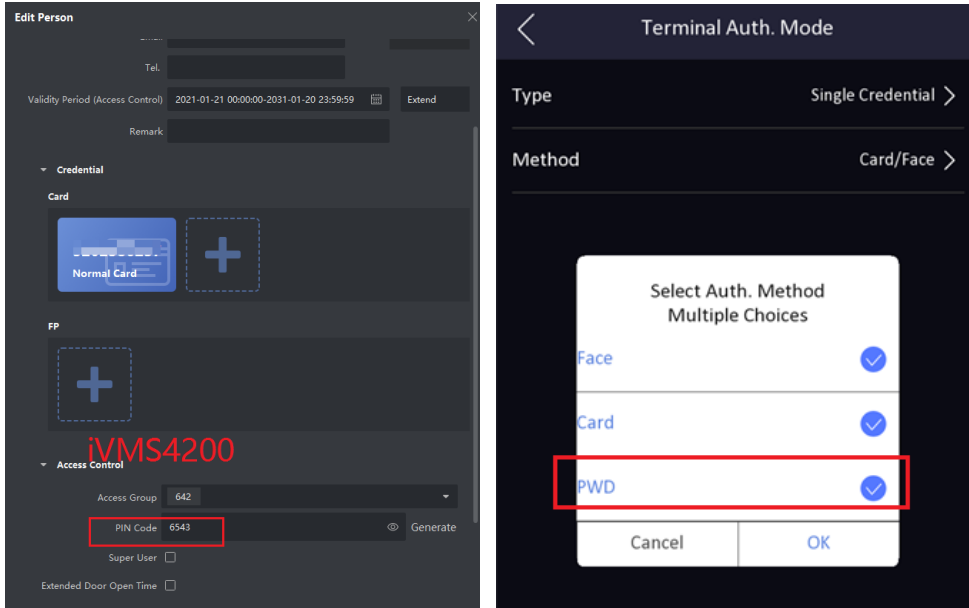 Edit Person
Tel.
Validity Period (Access Control) 2021-01-21 00:00:00-2031-01-20 23:59:59 Extend
Remark
Credential
Card
Normal Card
FP
iVMS4200
Access Control
Access Group 642
PIN Code 6543 Generate
Super User
Extended Door Open Time
Terminal Auth. Mode
Type Single Credential
Method Card/Face
Select Auth. Method
Multiple Choices
Face
Card
PWD
Cancel OK